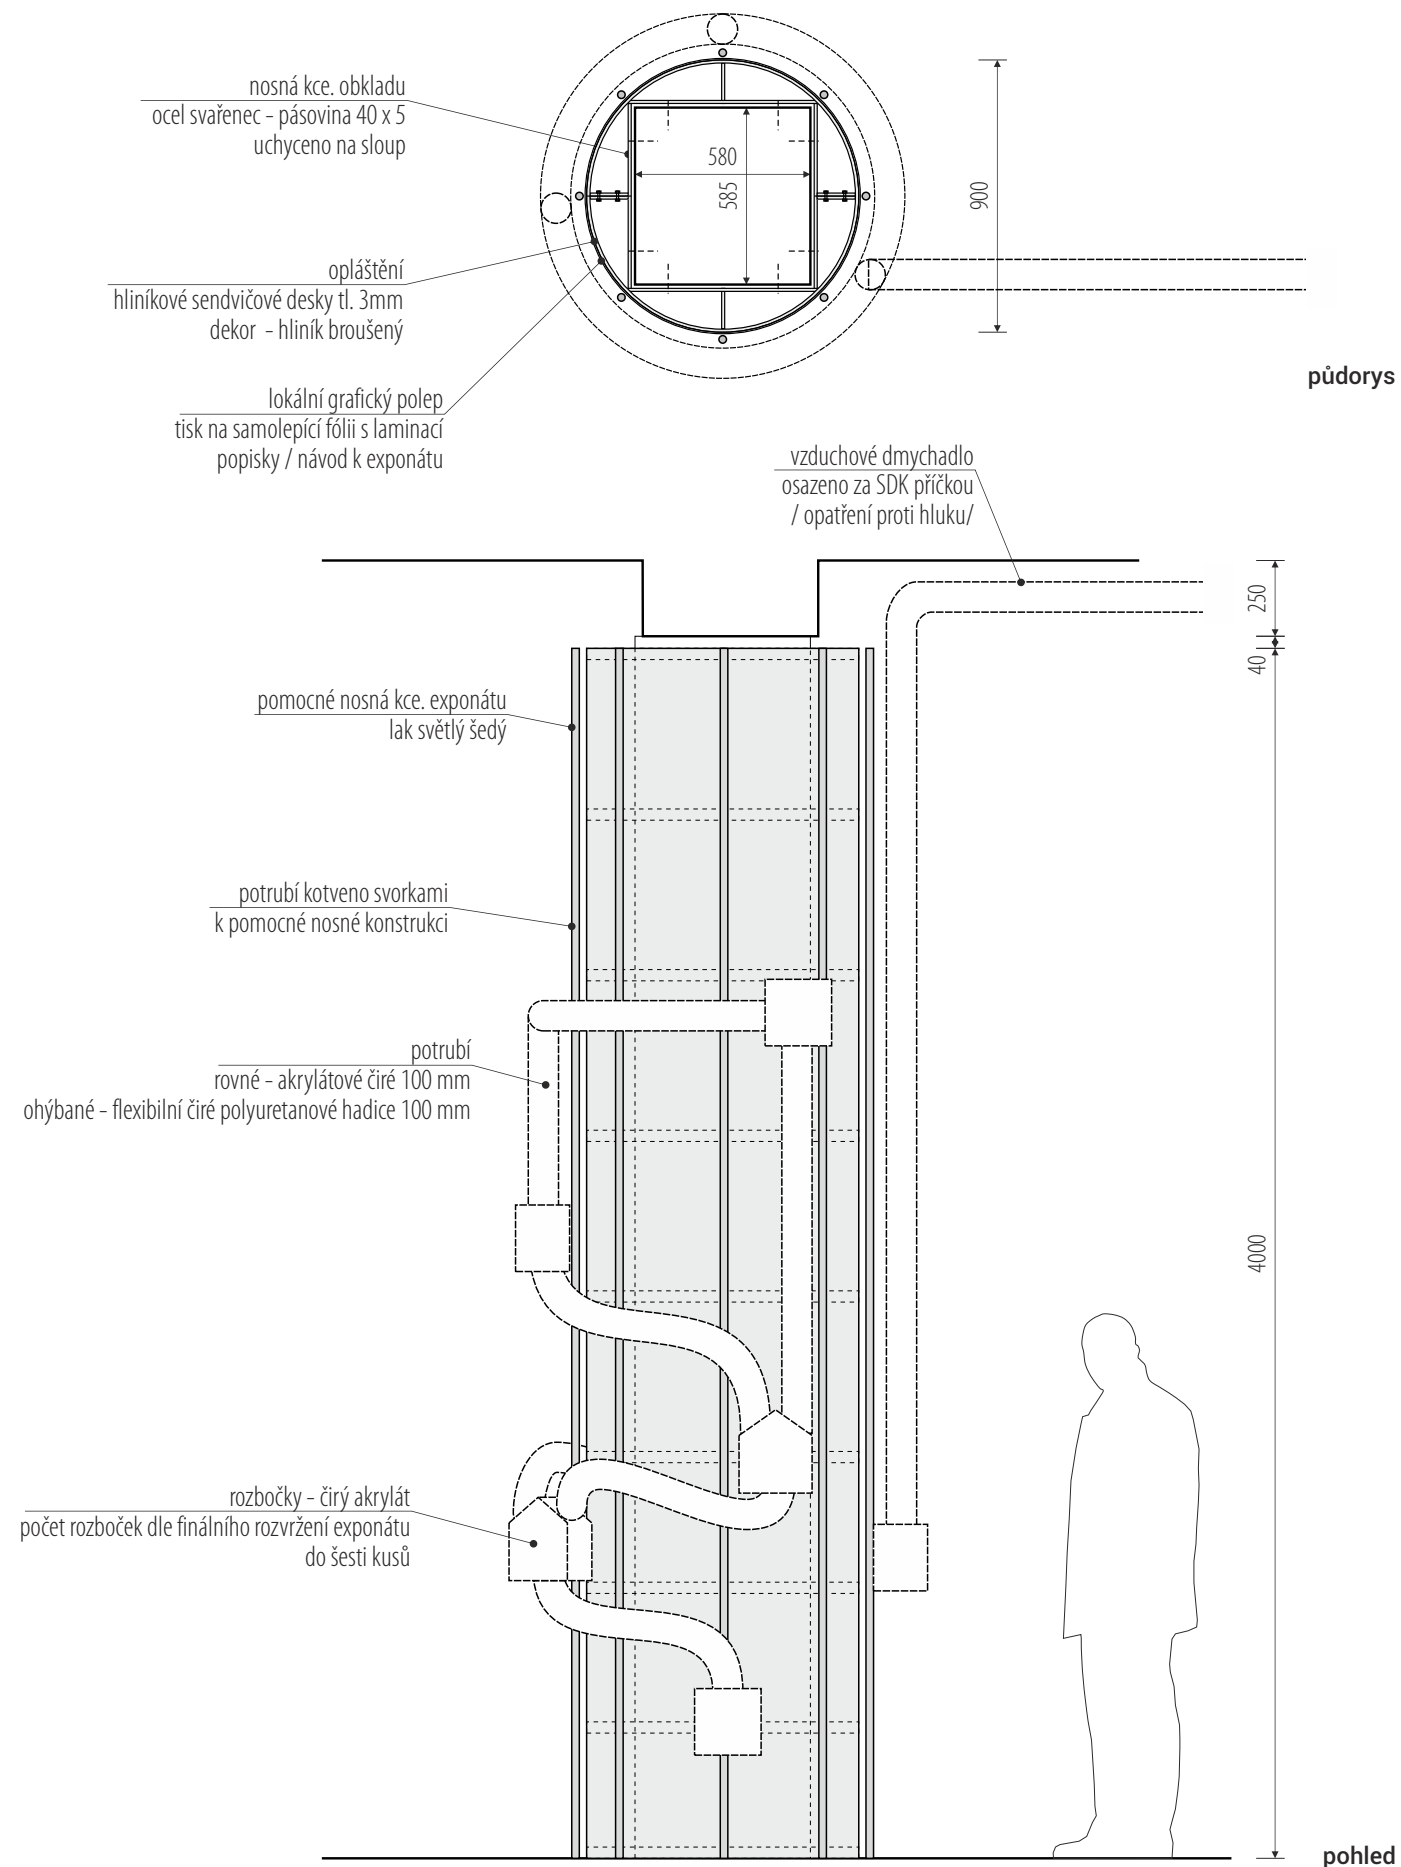 nosná kce. obkladu
ocel svařenec - pásovina 40 x 5
uchyceno na sloup
580
585
900
opláštění
hliníkové sendvičové desky tl. 3mm
dekor - hliník broušený
půdorys
lokální grafický polep
tisk na samolepící fólii s laminací
popisky / návod k exponátu
vzduchové dmychadlo
osazeno za SDK příčkou
/ opatření proti hluku/
250
40
pomocné nosná kce. exponátu
lak světlý šedý
potrubí kotveno svorkami
k pomocné nosné konstrukci
potrubí
rovné - akrylátové čiré 100 mm
ohýbané - flexibilní čiré polyuretanové hadice 100 mm
4000
rozbočky - čirý akrylát
počet rozboček dle finálního rozvržení exponátu
do šesti kusů
pohled